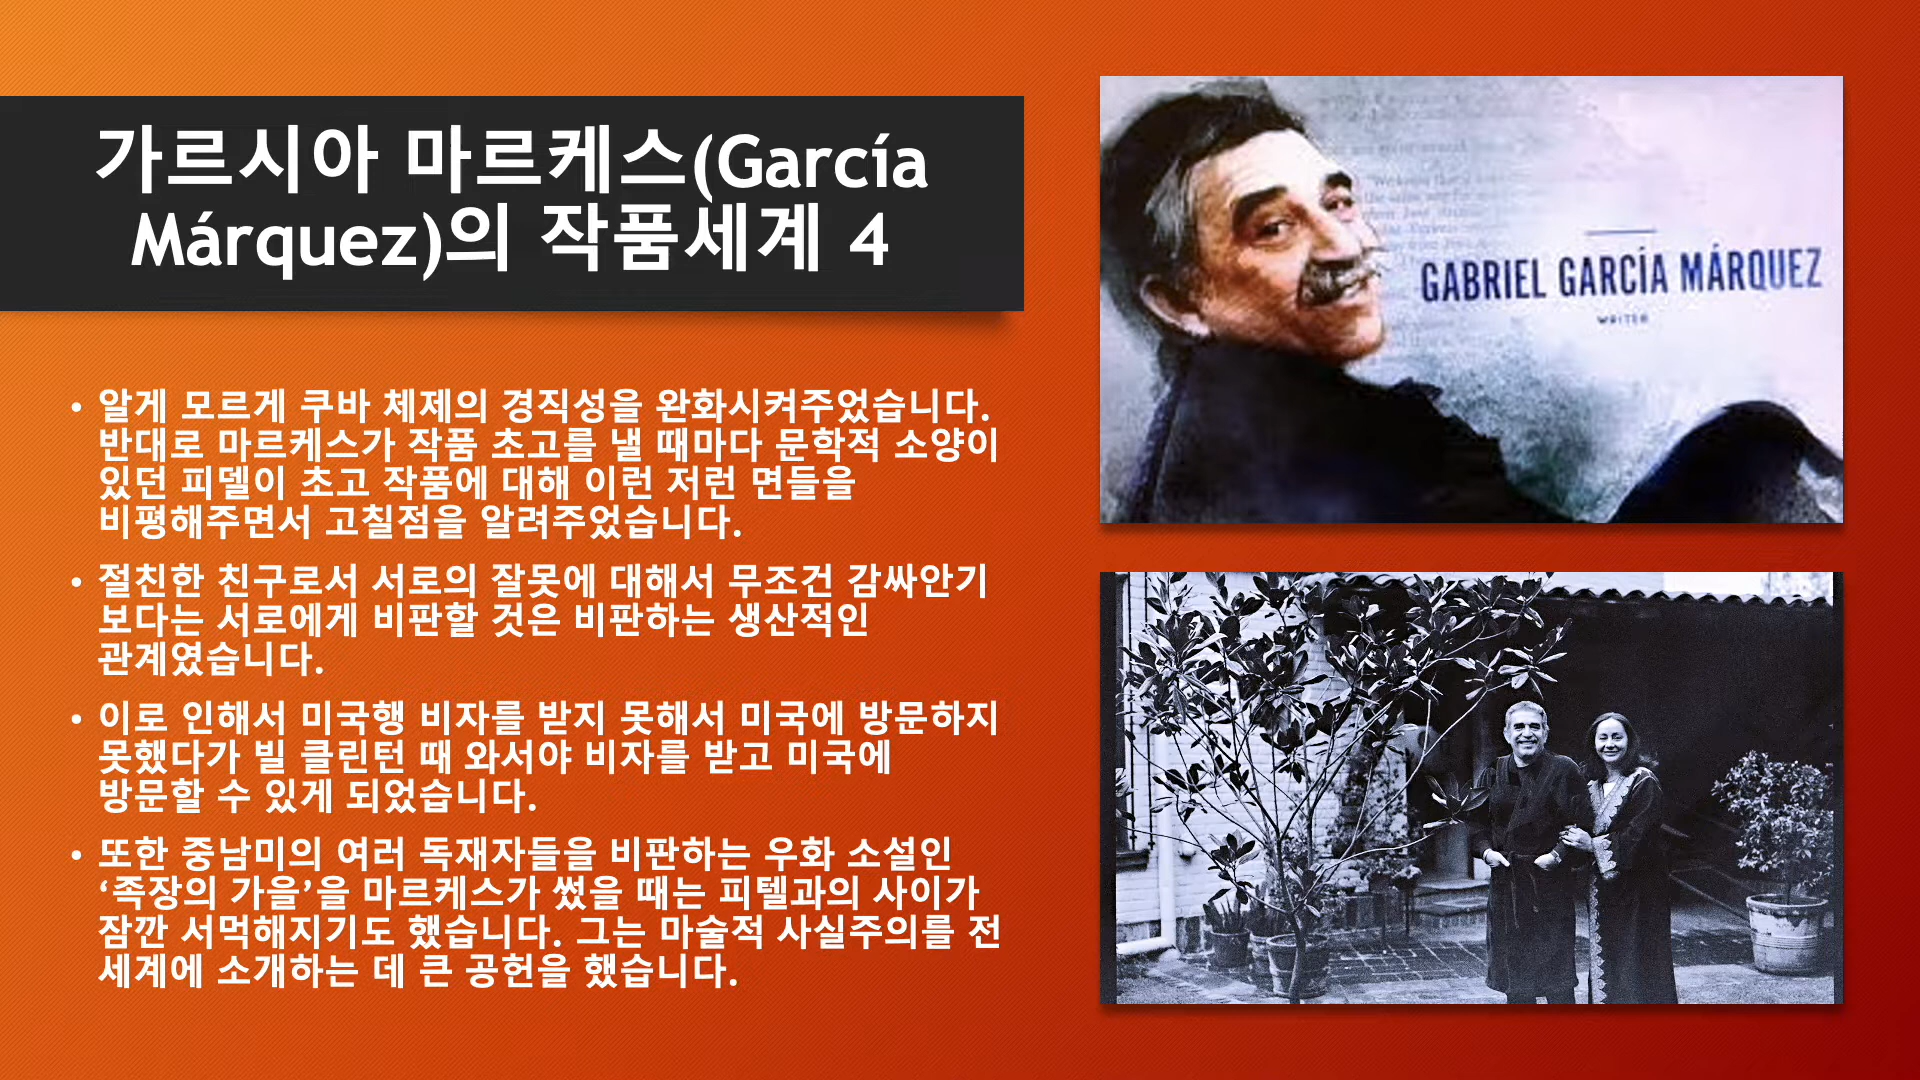 가르시아 마르케스(García
Márquez)의 작품세계 4
• 알게 모르게 쿠바 체제의 경직성을 완화시켜주었습니다.
반대로 마르케스가 작품 초고를 낼 때마다 문학적 소양이
있던 피델이 초고 작품에 대해 이런 저런 면들을
비평해주면서 고칠점을 알려주었습니다.
• 절친한 친구로서 서로의 잘못에 대해서 무조건 감싸안기
보다는 서로에게 비판할 것은 비판하는 생산적인
관계였습니다.
• 이로 인해서 미국행 비자를 받지 못해서 미국에 방문하지
못했다가 빌 클린턴 때 와서야 비자를 받고 미국에
방문할 수 있게 되었습니다.
• 또한 중남미의 여러 독재자들을 비판하는 우화 소설인
‘족장의 가을’을 마르케스가 썼을 때는 피텔과의 사이가
잠깐 서먹해지기도 했습니다. 그는 마술적 사실주의를 전
세계에 소개하는 데 큰 공헌을 했습니다.
GABRIEL GARCÍA MÁRQUEZ
WRITER